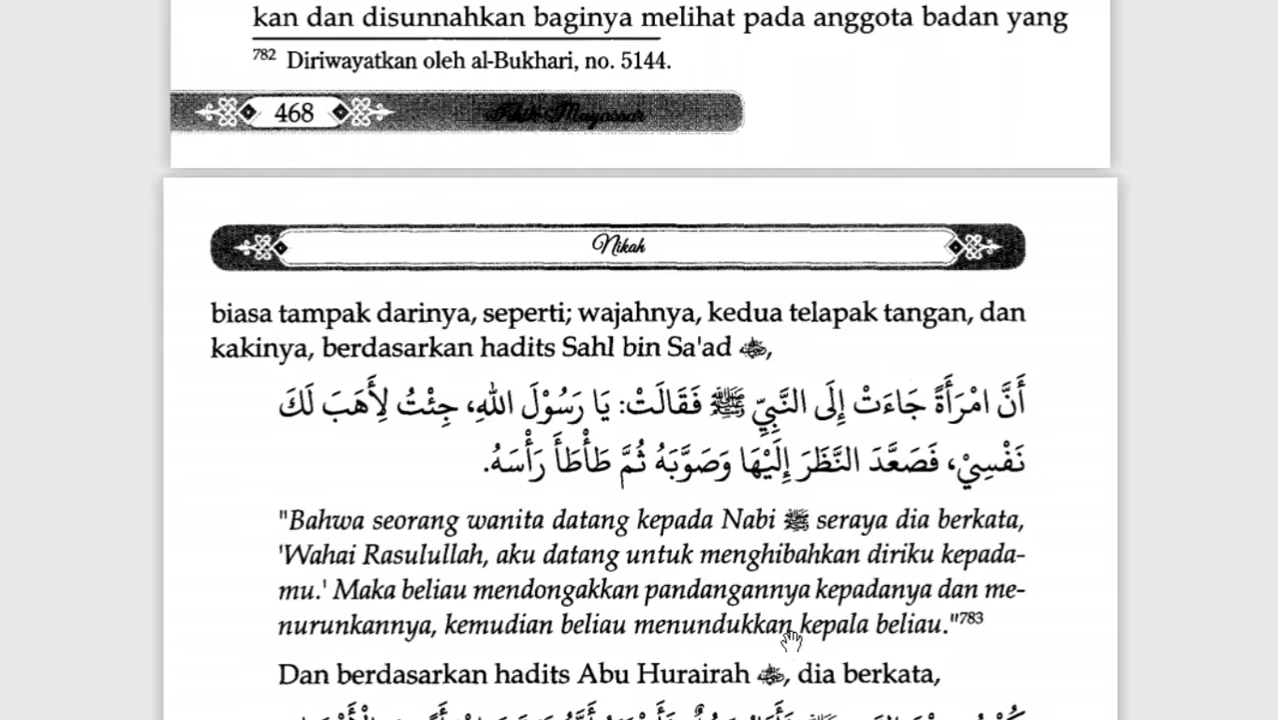 kan dan disunnahkan baginya melihat pada anggota badan yang
782 Diriwayatkan oleh al-Bukhari, no. 5144.
468 Fikih Muyassar
Nikah
biasa tampak darinya, seperti; wajahnya, kedua telapak tangan, dan
kakinya, berdasarkan hadits Sahl bin Sa'ad ,
أَنَّ امْرَأَةً جَاءَتْ إِلَى النَّبِيِّ ﷺ فَقَالَتْ: يَا رَسُوْلَ اللهِ، جِئْتُ لِأَهَبَ لَكَ
نَفْسِيْ، فَصَعَّدَ النَّظَرَ إِلَيْهَا وَصَوَّبَهُ ثُمَّ طَأْطَأَ رَأْسَهُ.
"Bahwa seorang wanita datang kepada Nabi ﷺ seraya dia berkata,
'Wahai Rasulullah, aku datang untuk menghibahkan diriku kepada-
mu.' Maka beliau mendongakkan pandangannya kepadanya dan me-
nurunkannya, kemudian beliau menundukkan kepala beliau."783
Dan berdasarkan hadits Abu Hurairah , dia berkata,